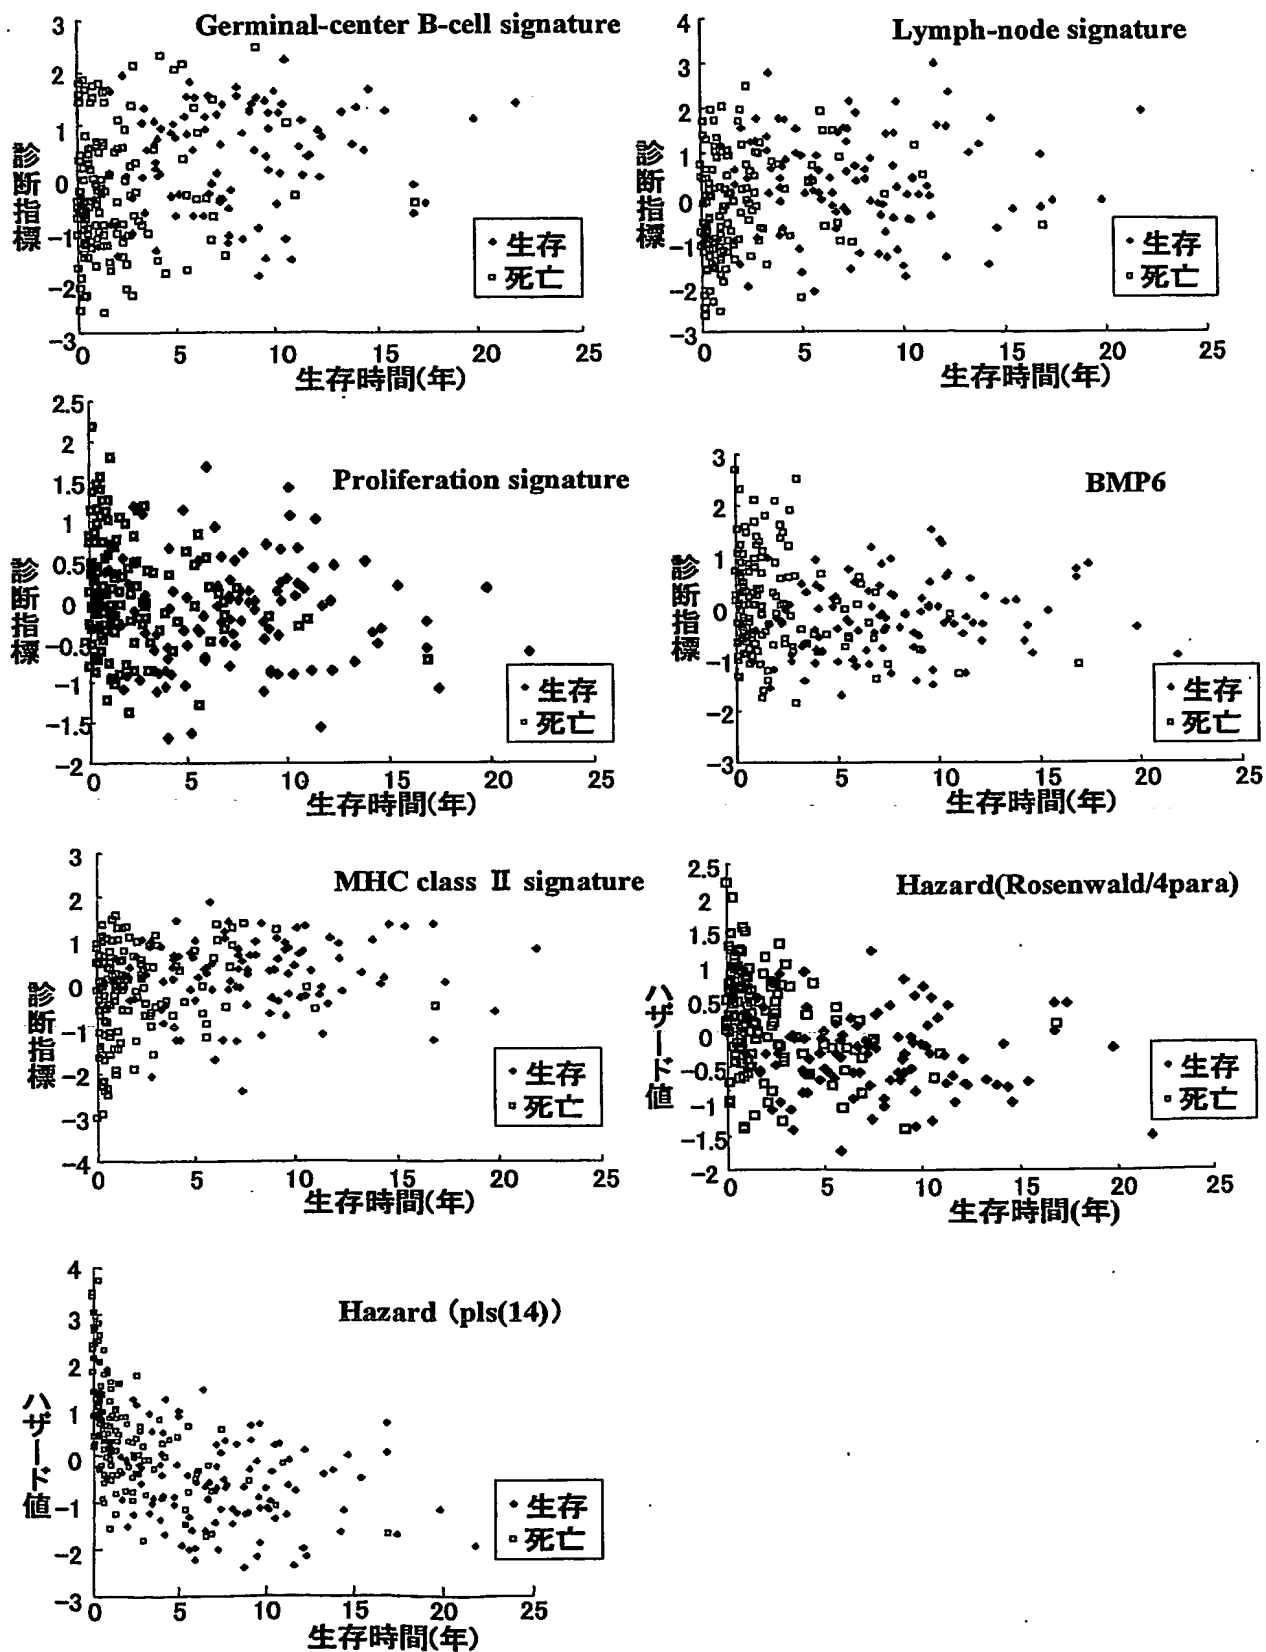 Germinal-center B-cell signature
3
2
1
0
−1
−2
−3
診断指標
生存
死亡
0 5 10 15 20 25
生存時間(年)
Lymph-node signature
4
3
2
1
0
−1
−2
−3
診断指標
生存
死亡
0 5 10 15 20 25
生存時間(年)
Proliferation signature
2.5
2
1.5
1
0.5
0
−0.5
−1
−1.5
−2
診断指標
生存
死亡
0 5 10 15 20 25
生存時間(年)
BMP6
3
2
1
0
−1
−2
−3
診断指標
生存
死亡
0 5 10 15 20 25
生存時間(年)
MHC class Ⅱ signature
3
2
1
0
−1
−2
−3
−4
診断指標
生存
死亡
0 5 10 15 20 25
生存時間(年)
Hazard(Rosenwald/4para)
2.5
2
1.5
1
0.5
0
−0.5
−1
−1.5
−2
ハザード値
生存
死亡
0 5 10 15 20 25
生存時間(年)
Hazard（pls(14)）
4
3
2
1
0
−1
−2
−3
ハザード値
生存
死亡
0 5 10 15 20 25
生存時間(年)